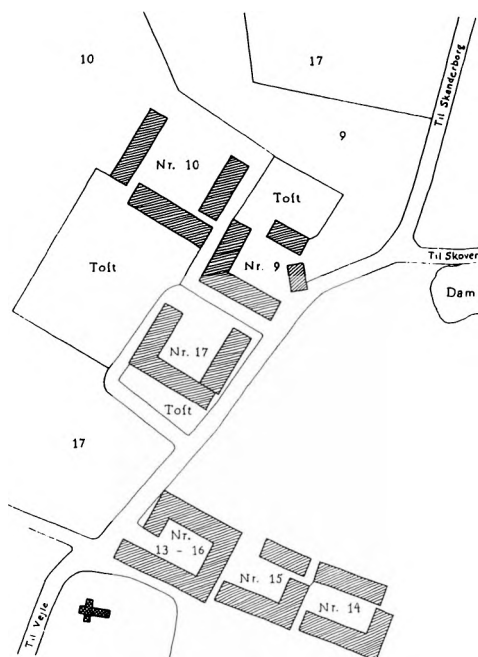 10
17
Til Skanderborg
9
Nr. 10
Toft
Toft
Nr. 9
Til Skoven
Dam
Nr. 17
Toft
17
Nr.
13 - 16
Nr. 15
Nr. 14
Til Vejle